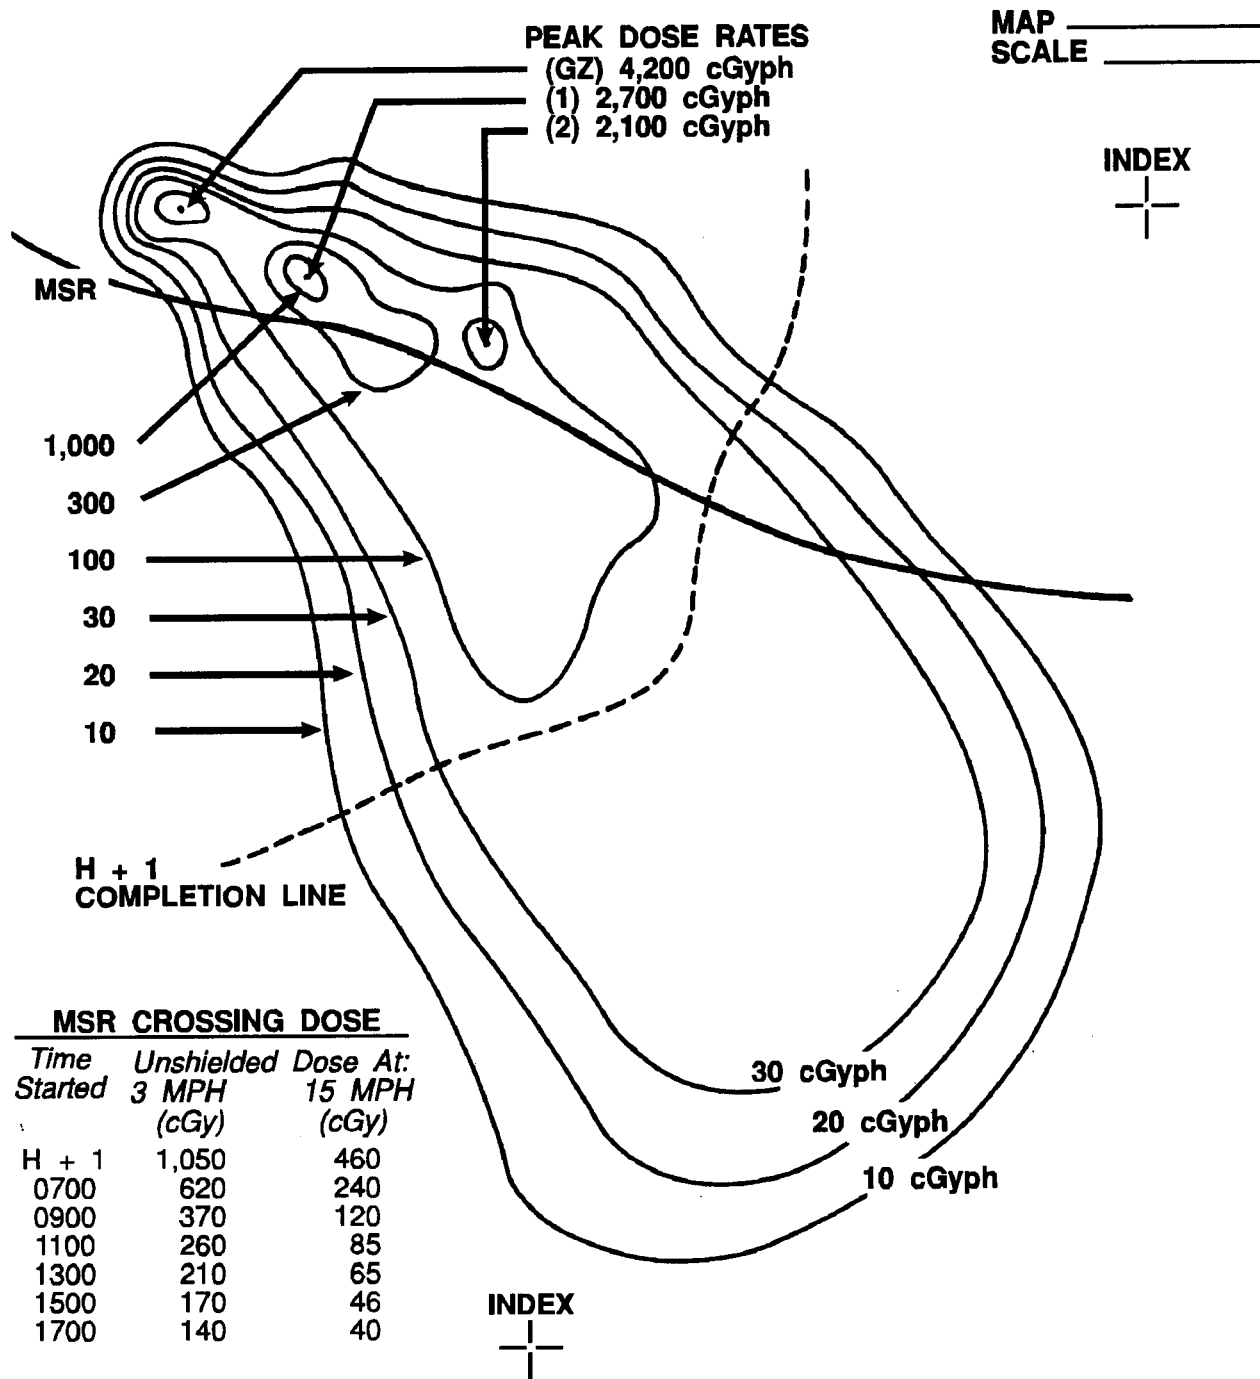 PEAK DOSE RATES
(GZ) 4,200 cGyph
(1) 2,700 cGyph
(2) 2,100 cGyph
MAP
SCALE
INDEX
MSR
1,000
300
100
30
20
10
H + 1
COMPLETION LINE
MSR CROSSING DOSE
Time Unshielded Dose At:
Started 3 MPH 15 MPH
(cGy) (cGy)
H + 1 1,050 460
0700 620 240
0900 370 120
1100 260 85
1300 210 65
1500 170 46
1700 140 40
30 cGyph
20 cGyph
10 cGyph
INDEX